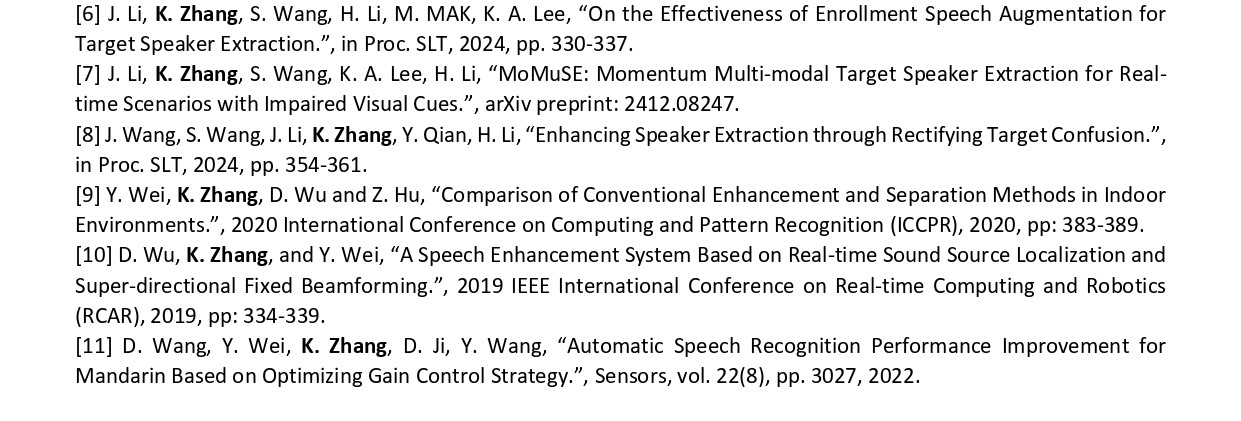 [6] J. Li, K. Zhang, S. Wang, H. Li, M. MAK, K. A. Lee, “On the Effectiveness of Enrollment Speech Augmentation for
Target Speaker Extraction.”, in Proc. SLT, 2024, pp. 330-337.
[7] J. Li, K. Zhang, S. Wang, K. A. Lee, H. Li, “MoMuSE: Momentum Multi-modal Target Speaker Extraction for Real-
time Scenarios with Impaired Visual Cues.”, arXiv preprint: 2412.08247.
[8] J. Wang, S. Wang, J. Li, K. Zhang, Y. Qian, H. Li, “Enhancing Speaker Extraction through Rectifying Target Confusion.”,
in Proc. SLT, 2024, pp. 354-361.
[9] Y. Wei, K. Zhang, D. Wu and Z. Hu, “Comparison of Conventional Enhancement and Separation Methods in Indoor
Environments.”, 2020 International Conference on Computing and Pattern Recognition (ICCPR), 2020, pp: 383-389.
[10] D. Wu, K. Zhang, and Y. Wei, “A Speech Enhancement System Based on Real-time Sound Source Localization and
Super-directional Fixed Beamforming.”, 2019 IEEE International Conference on Real-time Computing and Robotics
(RCAR), 2019, pp: 334-339.
[11] D. Wang, Y. Wei, K. Zhang, D. Ji, Y. Wang, “Automatic Speech Recognition Performance Improvement for
Mandarin Based on Optimizing Gain Control Strategy.”, Sensors, vol. 22(8), pp. 3027, 2022.